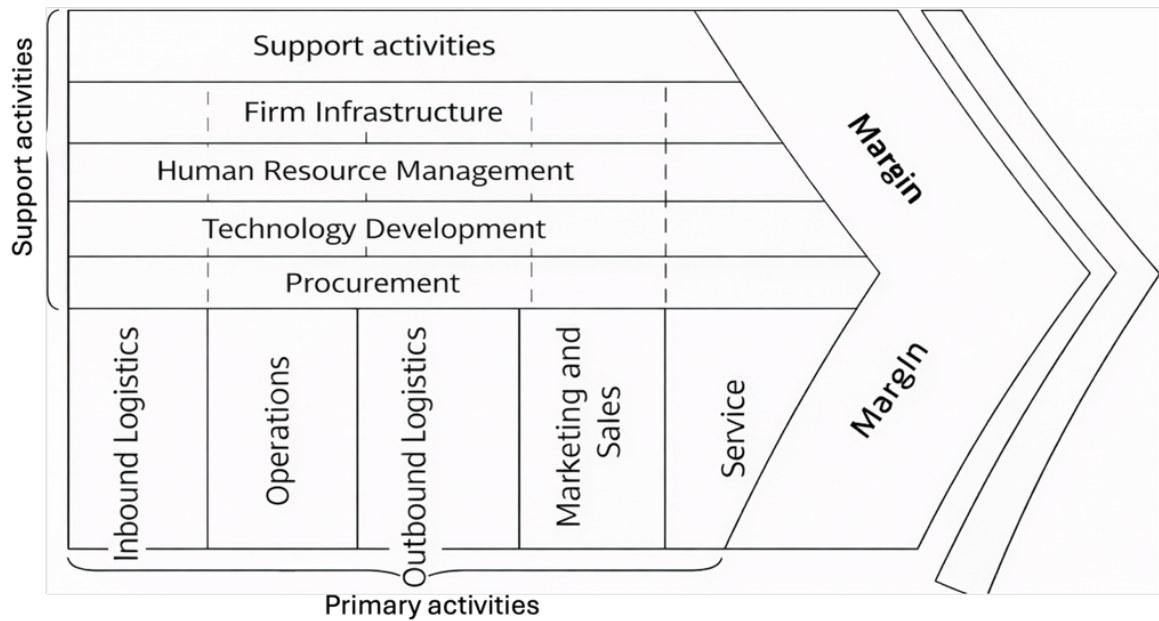 Support activities
Support activities
Firm Infrastructure
Human Resource Management
Technology Development
Procurement
Margin
MargIn
Inbound Logistics
Operations
Outbound Logistics
Marketing and
Sales
Service
Primary activities